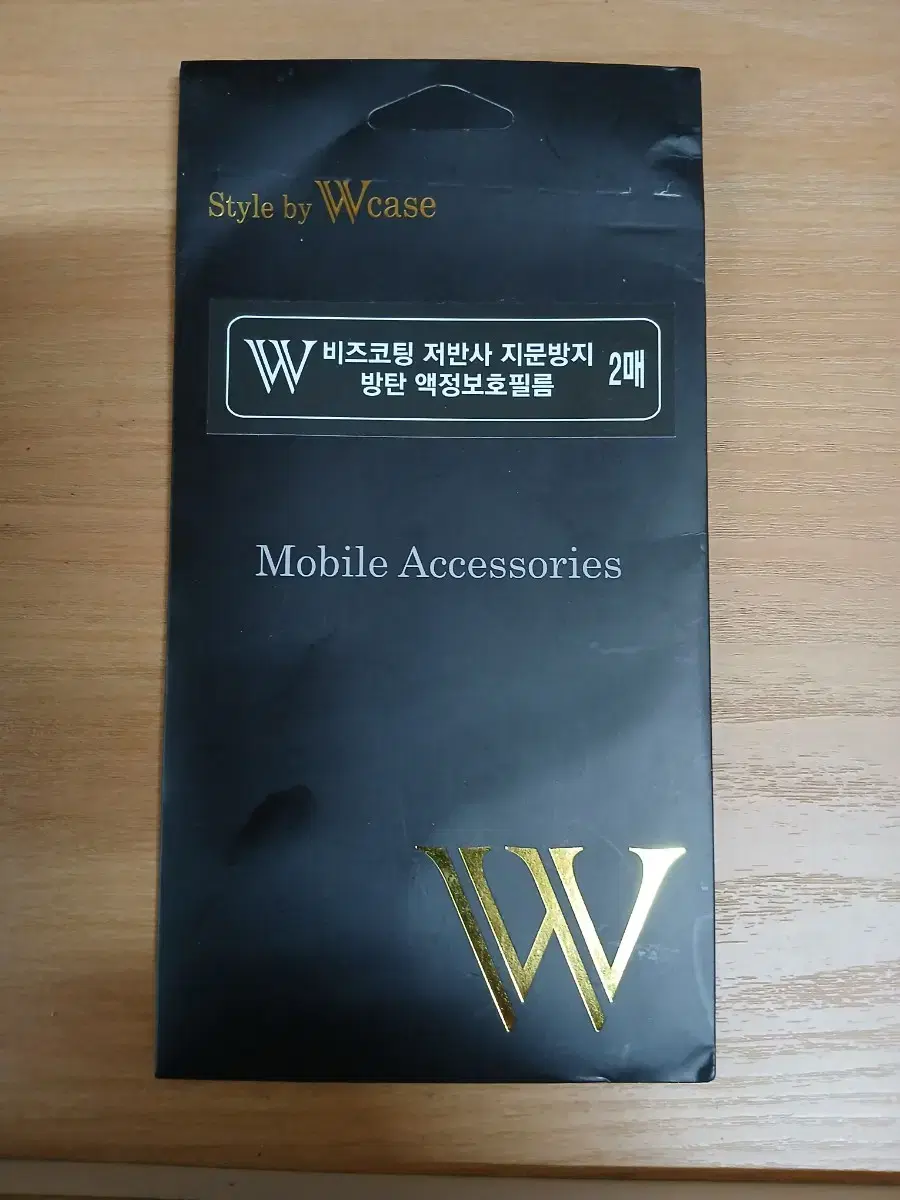 Style by Wcase
W 비즈코팅 저반사 지문방지
방탄 액정보호필름 2매
Mobile Accessories
W